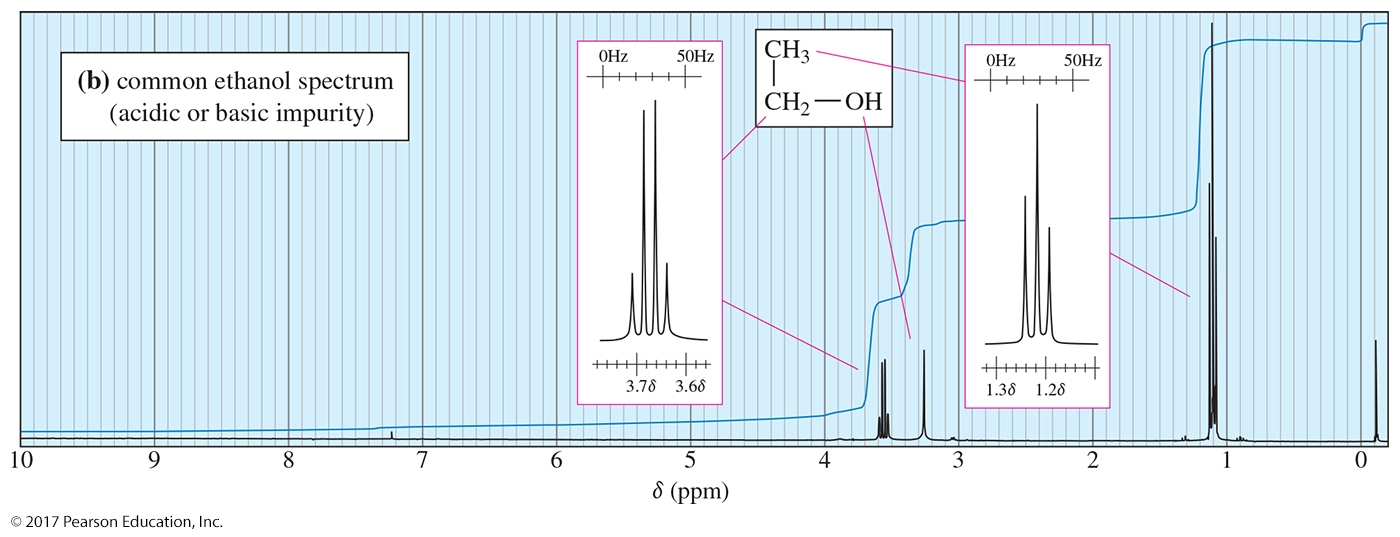 (b) common ethanol spectrum
(acidic or basic impurity)
0Hz 50Hz
3.7δ 3.6δ
CH3
CH2—OH
0Hz 50Hz
1.3δ 1.2δ
10 9 8 7 6 5 4 3 2 1 0
δ (ppm)
© 2017 Pearson Education, Inc.